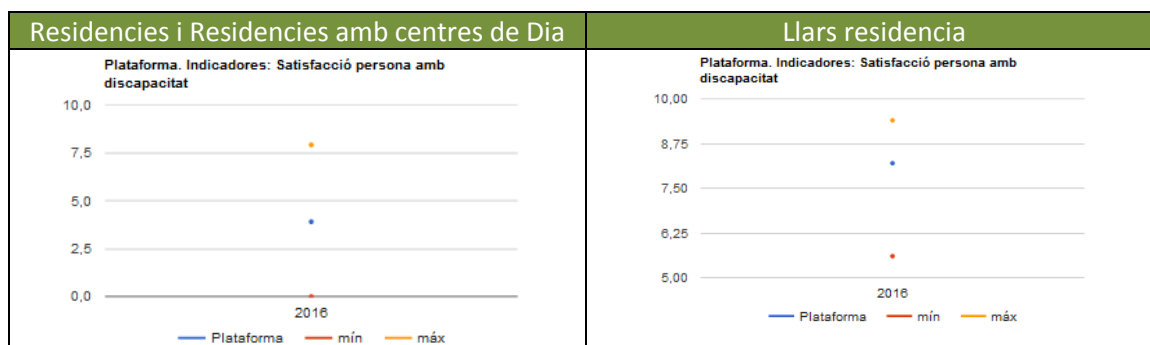 Residencies i Residencies amb centres de Dia
Llars residencia
Plataforma. Indicadores: Satisfacció persona amb
discapacitat
10,0
7,5
5,0
2,5
0,0
2016
Plataforma mín máx
Plataforma. Indicadores: Satisfacció persona amb
discapacitat
10,00
8,75
7,50
6,25
5,00
2016
Plataforma mín máx